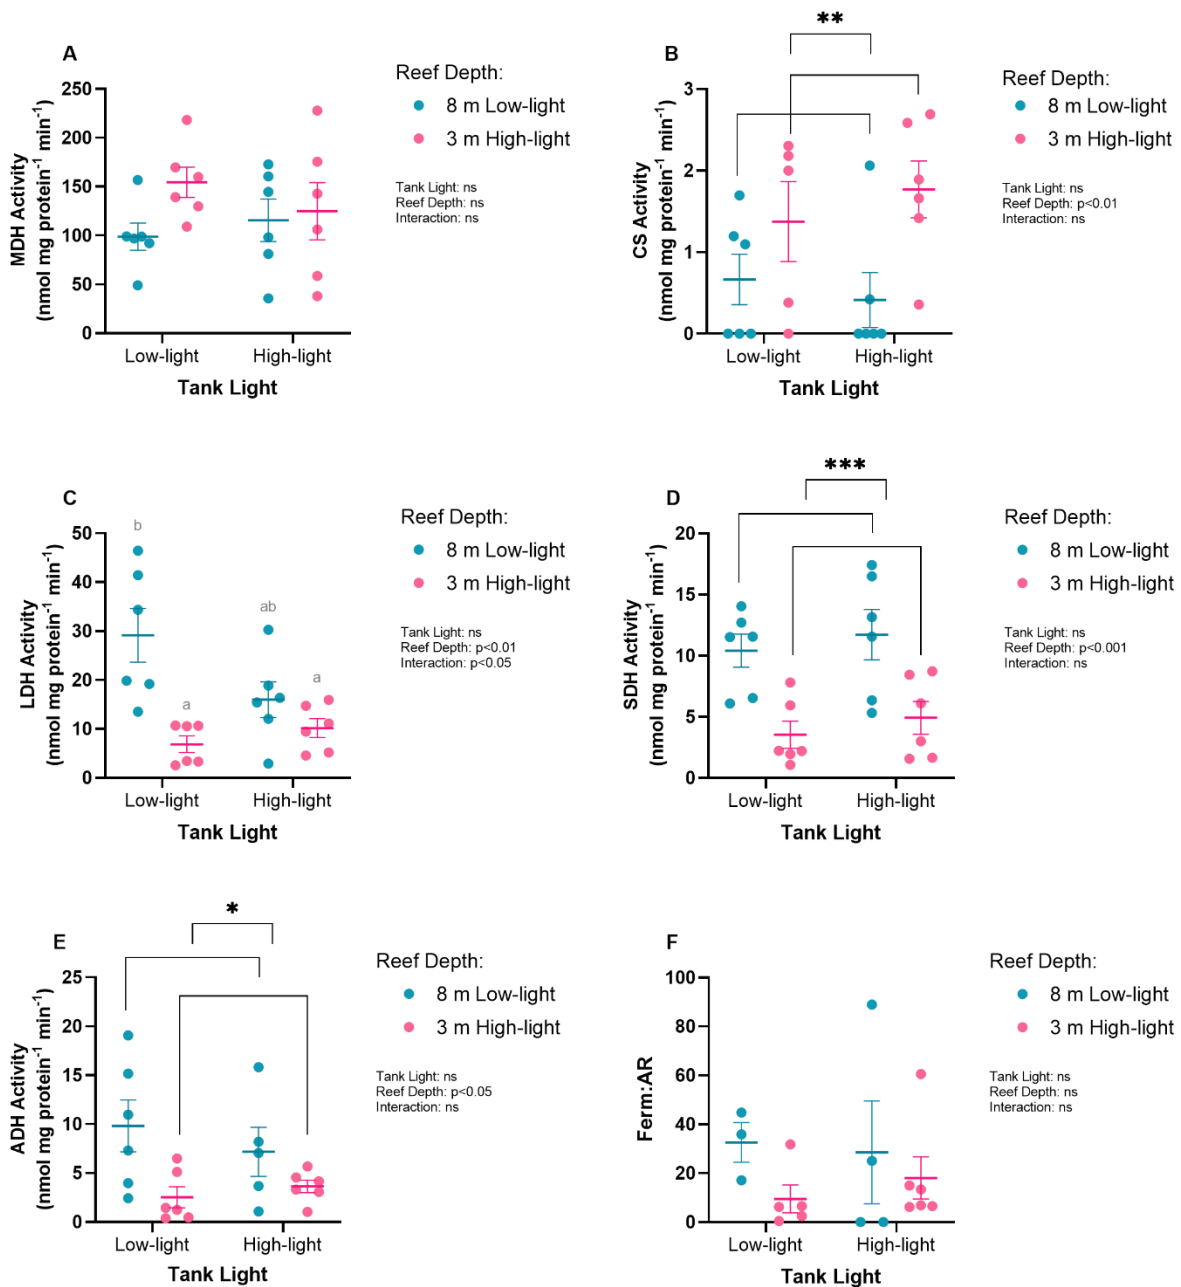 A
MDH Activity
(nmol mg protein⁻¹ min⁻¹)
250
200
150
100
50
0
Low-light
High-light
Tank Light
Reef Depth:
8 m Low-light
3 m High-light
Tank Light: ns
Reef Depth: ns
Interaction: ns
B
**
CS Activity
(nmol mg protein⁻¹ min⁻¹)
3
2
1
0
Low-light
High-light
Tank Light
Reef Depth:
8 m Low-light
3 m High-light
Tank Light: ns
Reef Depth: p<0.01
Interaction: ns
C
LDH Activity
(nmol mg protein⁻¹ min⁻¹)
50
40
30
20
10
0
b
a
ab
a
Low-light
High-light
Tank Light
Reef Depth:
8 m Low-light
3 m High-light
Tank Light: ns
Reef Depth: p<0.01
Interaction: p<0.05
D
***
SDH Activity
(nmol mg protein⁻¹ min⁻¹)
20
15
10
5
0
Low-light
High-light
Tank Light
Reef Depth:
8 m Low-light
3 m High-light
Tank Light: ns
Reef Depth: p<0.001
Interaction: ns
E
*
ADH Activity
(nmol mg protein⁻¹ min⁻¹)
25
20
15
10
5
0
Low-light
High-light
Tank Light
Reef Depth:
8 m Low-light
3 m High-light
Tank Light: ns
Reef Depth: p<0.05
Interaction: ns
F
Ferm:AR
100
80
60
40
20
0
Low-light
High-light
Tank Light
Reef Depth:
8 m Low-light
3 m High-light
Tank Light: ns
Reef Depth: ns
Interaction: ns